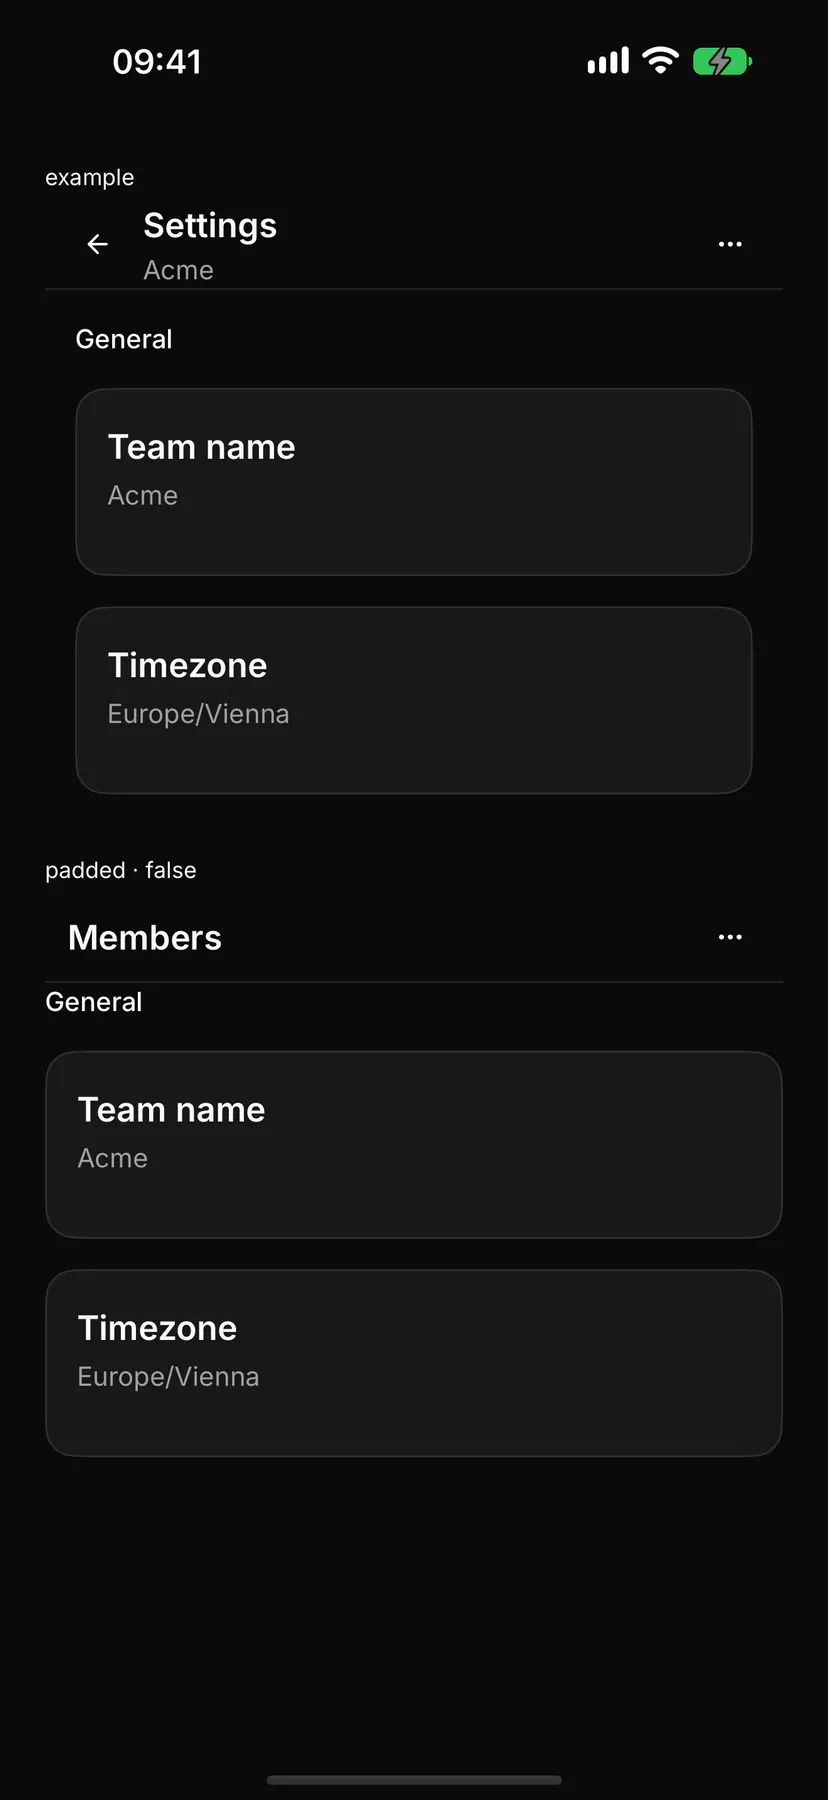 09:41
example
Settings
Acme
General
Team name
Acme
Timezone
Europe/Vienna
padded · false
Members
General
Team name
Acme
Timezone
Europe/Vienna